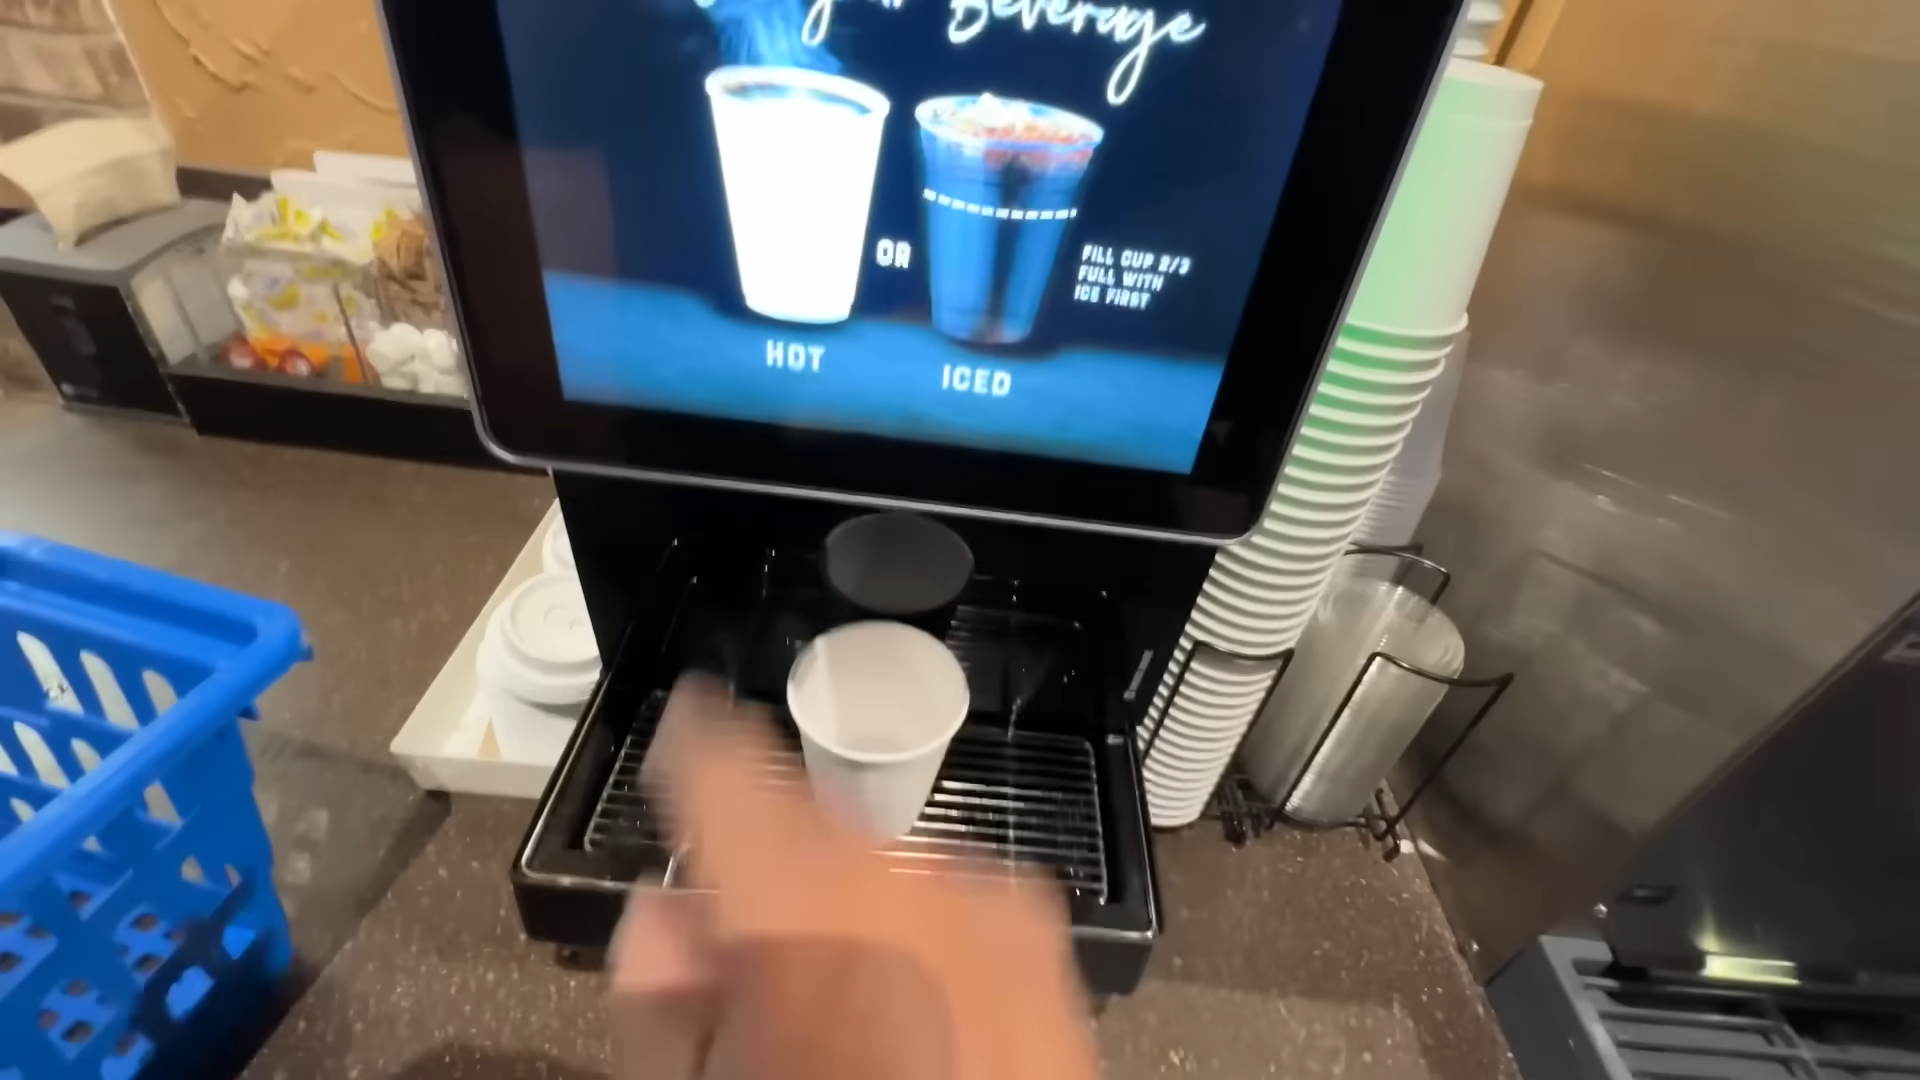 Beverage
OR
FILL CUP 2/3
FULL WITH
ICE FIRST
HOT
ICED